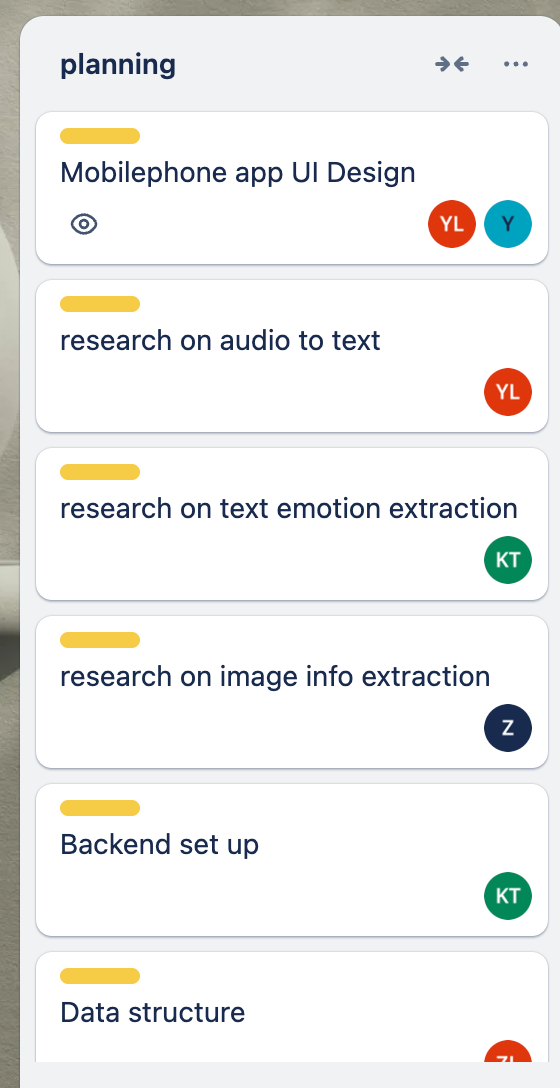 planning
Mobilephone app UI Design
YL Y
research on audio to text
YL
research on text emotion extraction
KT
research on image info extraction
Z
Backend set up
KT
Data structure